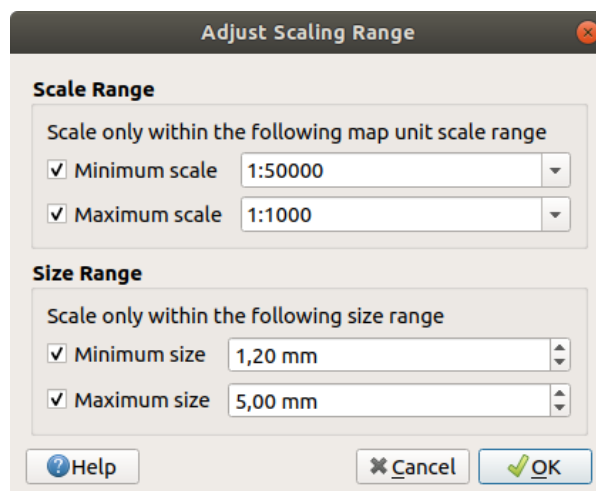 Adjust Scaling Range
Scale Range
Scale only within the following map unit scale range
Minimum scale 1:50000
Maximum scale 1:1000
Size Range
Scale only within the following size range
Minimum size 1,20 mm
Maximum size 5,00 mm
Help Cancel OK